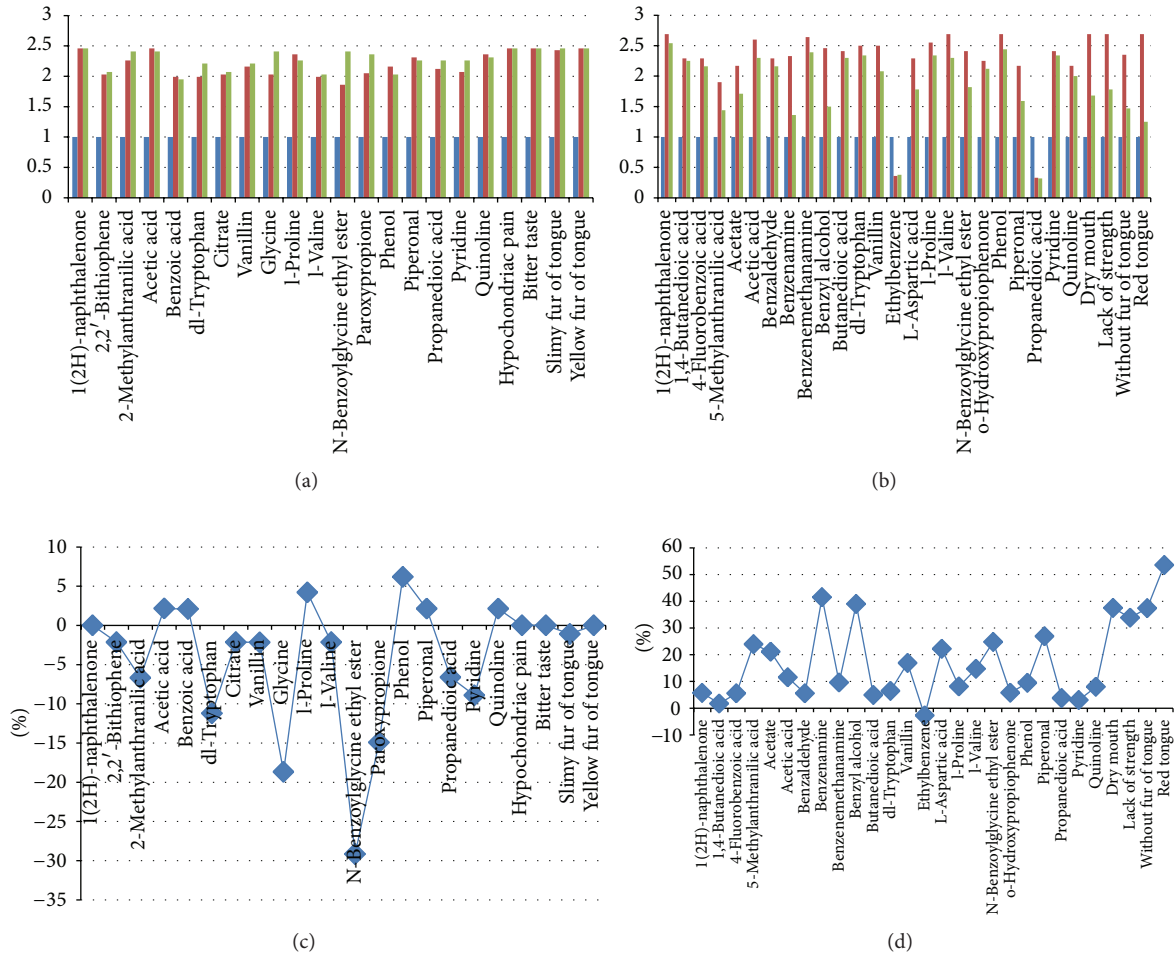 3
2.5
2
1.5
1
0.5
0
1(2H)-naphthalenone
2,2′-Bithiophene
2-Methylanthranilic acid
Acetic acid
Benzoic acid
dl-Tryptophan
Citrate
Vanillin
Glycine
l-Proline
l-Valine
N-Benzoylglycine ethyl ester
Paroxypropione
Phenol
Piperonal
Propanedioic acid
Pyridine
Quinoline
Hypochondriac pain
Bitter taste
Slimy fur of tongue
Yellow fur of tongue
(a)
3
2.5
2
1.5
1
0.5
0
1(2H)-naphthalenone
1,4-Butanedioic acid
4-Fluorobenzoic acid
5-Methylanthranilic acid
Acetate
Acetic acid
Benzaldehyde
Benzenamine
Benzenemethanamine
Benzyl alcohol
Butanedioic acid
dl-Tryptophan
Vanillin
Ethylbenzene
L-Aspartic acid
l-Proline
l-Valine
N-Benzoylglycine ethyl ester
o-Hydroxypropiophenone
Phenol
Piperonal
Propanedioic acid
Pyridine
Quinoline
Dry mouth
Lack of strength
Without fur of tongue
Red tongue
(b)
(%)
10
5
0
−5
−10
−15
−20
−25
−30
−35
1(2H)-naphthalenone
2,2′-Bithiophene
2-Methylanthranilic acid
Acetic acid
Benzoic acid
dl-Tryptophan
Citrate
Vanillin
Glycine
l-Proline
l-Valine
N-Benzoylglycine ethyl ester
Paroxypropione
Phenol
Piperonal
Propanedioic acid
Pyridine
Quinoline
Hypochondriac pain
Bitter taste
Slimy fur of tongue
Yellow fur of tongue
(c)
(%)
60
50
40
30
20
10
0
−10
1(2H)-naphthalenone
1,4-Butanedioic acid
4-Fluorobenzoic acid
5-Methylanthranilic acid
Acetate
Acetic acid
Benzaldehyde
Benzenamine
Benzenemethanamine
Benzyl alcohol
Butanedioic acid
dl-Tryptophan
Vanillin
Ethylbenzene
L-Aspartic acid
l-Proline
l-Valine
N-Benzoylglycine ethyl ester
o-Hydroxypropiophenone
Phenol
Piperonal
Propanedioic acid
Pyridine
Quinoline
Dry mouth
Lack of strength
Without fur of tongue
Red tongue
(d)